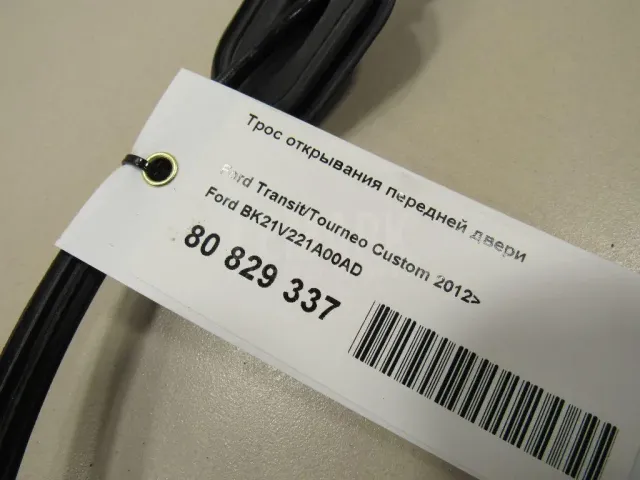 Трос открывания передней двери
Ford Transit/Tourneo Custom 2012>
Ford BK21V221A00AD
80 829 337